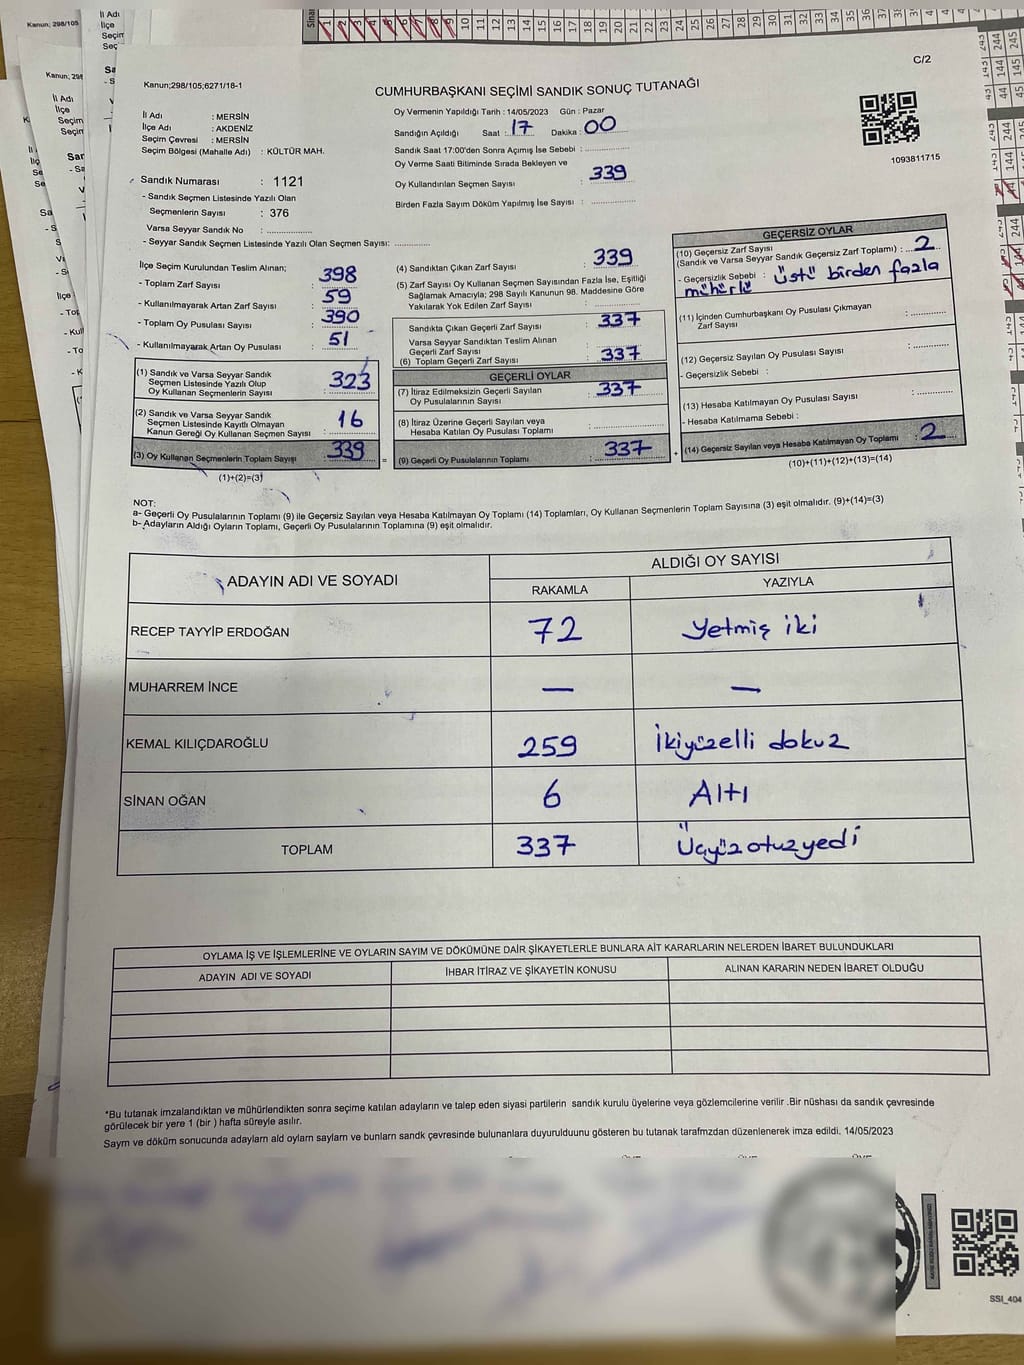 C/2
Kanun;298/105;6271/18-1
CUMHURBAŞKANI SEÇİMİ SANDIK SONUÇ TUTANAĞI
İl Adı : MERSİN
İlçe Adı : AKDENİZ
Seçim Çevresi : MERSİN
Seçim Bölgesi (Mahalle Adı) : KÜLTÜR MAH.
Oy Vermenin Yapıldığı Tarih : 14/05/2023 Gün : Pazar
Sandığın Açıldığı Saat : 17 Dakika : 00
Sandık Saat 17:00'den Sonra Açımış İse Sebebi :
Oy Verme Saati Bitiminde Sırada Bekleyen ve
Oy Kullandırılan Seçmen Sayısı : 339
Birden Fazla Sayım Döküm Yapılmış İse Sayısı :
1093811715
Sandık Numarası : 1121
- Sandık Seçmen Listesinde Yazılı Olan
Seçmenlerin Sayısı : 376
Varsa Seyyar Sandık No :
- Seyyar Sandık Seçmen Listesinde Yazılı Olan Seçmen Sayısı:
İlçe Seçim Kurulundan Teslim Alınan;
- Toplam Zarf Sayısı : 398
- Kullanılmayarak Artan Zarf Sayısı : 59
- Toplam Oy Pusulası Sayısı : 390
- Kullanılmayarak Artan Oy Pusulası : 51
(1) Sandık ve Varsa Seyyar Sandık
Seçmen Listesinde Yazılı Olup
Oy Kullanan Seçmenlerin Sayısı : 323
(2) Sandık ve Varsa Seyyar Sandık
Seçmen Listesinde Kayıtlı Olmayan
Kanun Gereği Oy Kullanan Seçmen Sayısı : 16
(3) Oy Kullanan Seçmenlerin Toplam Sayışı : 339
(1)+(2)=(3)
(4) Sandıktan Çıkan Zarf Sayısı : 339
(5) Zarf Sayısı Oy Kullanan Seçmen Sayısından Fazla İse, Eşitliği
Sağlamak Amacıyla; 298 Sayılı Kanunun 98. Maddesine Göre
Yakılarak Yok Edilen Zarf Sayısı :
Sandıkta Çıkan Geçerli Zarf Sayısı : 337
Varsa Seyyar Sandıktan Teslim Alınan
Geçerli Zarf Sayısı :
(6) Toplam Geçerli Zarf Sayısı : 337
GEÇERLİ OYLAR
(7) İtiraz Edilmeksizin Geçerli Sayılan
Oy Pusulalarının Sayısı : 337
(8) İtiraz Üzerine Geçerli Sayılan veya
Hesaba Katılan Oy Pusulası Toplamı :
(9) Geçerli Oy Pusulalarının Toplamı : 337
GEÇERSİZ OYLAR
(10) Geçersiz Zarf Sayısı
(Sandık ve Varsa Seyyar Sandık Geçersiz Zarf Toplamı) : 2
- Geçersizlik Sebebi : üstü birden fazla
mühürlü
(11) İçinden Cumhurbaşkanı Oy Pusulası Çıkmayan
Zarf Sayısı :
(12) Geçersiz Sayılan Oy Pusulası Sayısı :
- Geçersizlik Sebebi :
(13) Hesaba Katılmayan Oy Pusulası Sayısı :
- Hesaba Katılmama Sebebi :
(14) Geçersiz Sayılan veya Hesaba Katılmayan Oy Toplamı : 2
(10)+(11)+(12)+(13)=(14)
NOT:
a- Geçerli Oy Pusulalarının Toplamı (9) ile Geçersiz Sayılan veya Hesaba Katılmayan Oy Toplamı (14) Toplamları, Oy Kullanan Seçmenlerin Toplam Sayısına (3) eşit olmalıdır. (9)+(14)=(3)
b- Adayların Aldığı Oyların Toplamı, Geçerli Oy Pusulalarının Toplamına (9) eşit olmalıdır.
ADAYIN ADI VE SOYADI ALDIĞI OY SAYISI
RAKAMLA YAZIYLA
RECEP TAYYİP ERDOĞAN 72 Yetmiş iki
MUHARREM İNCE — —
KEMAL KILIÇDAROĞLU 259 İkiyüzelli dokuz
SİNAN OĞAN 6 Altı
TOPLAM 337 Üçyüz otuz yedi
OYLAMA İŞ VE İŞLEMLERİNE VE OYLARIN SAYIM VE DÖKÜMÜNE DAİR ŞİKAYETLERLE BUNLARA AİT KARARLARIN NELERDEN İBARET BULUNDUKLARI
ADAYIN ADI VE SOYADI İHBAR İTİRAZ VE ŞİKAYETİN KONUSU ALINAN KARARIN NEDEN İBARET OLDUĞU
*Bu tutanak imzalandıktan ve mühürlendikten sonra seçime katılan adayların ve talep eden siyasi partilerin sandık kurulu üyelerine veya gözlemcilerine verilir .Bir nüshası da sandık çevresinde
görülecek bir yere 1 (bir ) hafta süreyle asılır.
Sayım ve döküm sonucunda adayların ald oyların sayları ve bunların sandk çevresinde bulunanlara duyurulduunu gösteren bu tutanak tarafmzdan düzenlenerek imza edildi. 14/05/2023
SSI_404